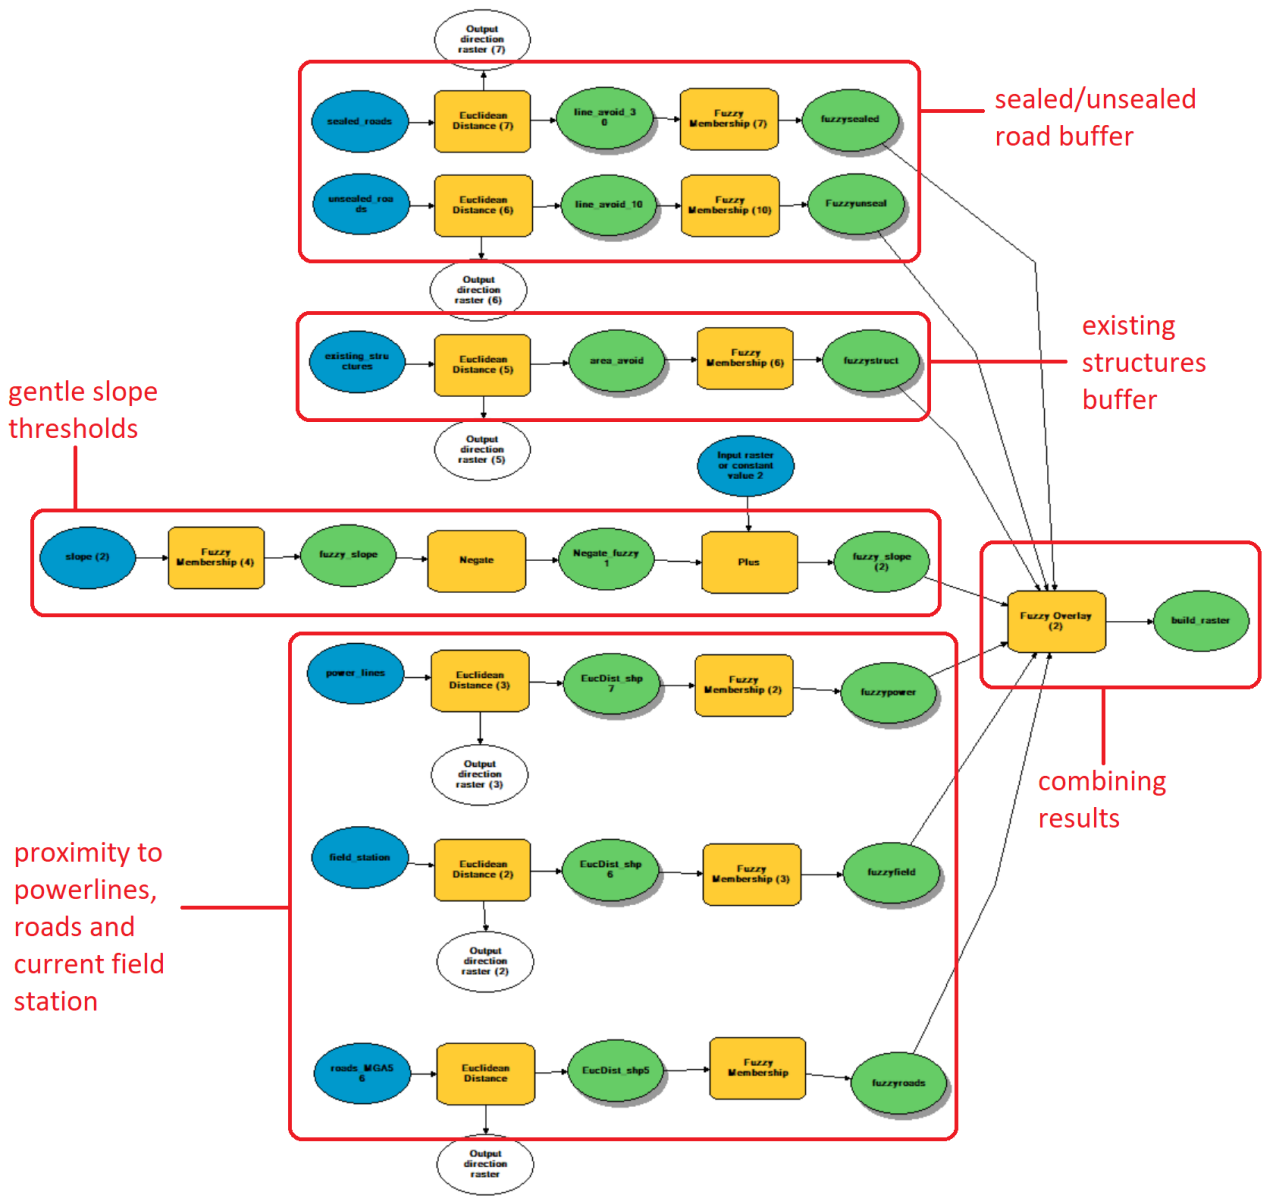 Output
direction
raster (7)
sealed_roads
Euclidean
Distance (7)
line_avoid_3
0
Fuzzy
Membership (7)
fuzzysealed
sealed/unsealed
road buffer
unsealed_roa
ds
Euclidean
Distance (6)
line_avoid_10
Fuzzy
Membership (10)
Fuzzyunseal
Output
direction
raster (6)
existing_stru
ctures
Euclidean
Distance (5)
area_avoid
Fuzzy
Membership (6)
fuzzystruct
existing
structures
buffer
gentle slope
thresholds
Output
direction
raster (5)
Input raster
or constant
value 2
slope (2)
Fuzzy
Membership (4)
fuzzy_slope
Negate
Negate_fuzzy
1
Plus
fuzzy_slope
(2)
Fuzzy Overlay
(2)
build_raster
power_lines
Euclidean
Distance (3)
EucDist_shp
7
Fuzzy
Membership (2)
fuzzypower
Output
direction
raster (3)
combining
results
proximity to
powerlines,
roads and
current field
station
field_station
Euclidean
Distance (2)
EucDist_shp
6
Fuzzy
Membership (3)
fuzzyfield
Output
direction
raster (2)
roads_MGA5
6
Euclidean
Distance
EucDist_shp5
Fuzzy
Membership
fuzzyroads
Output
direction
raster